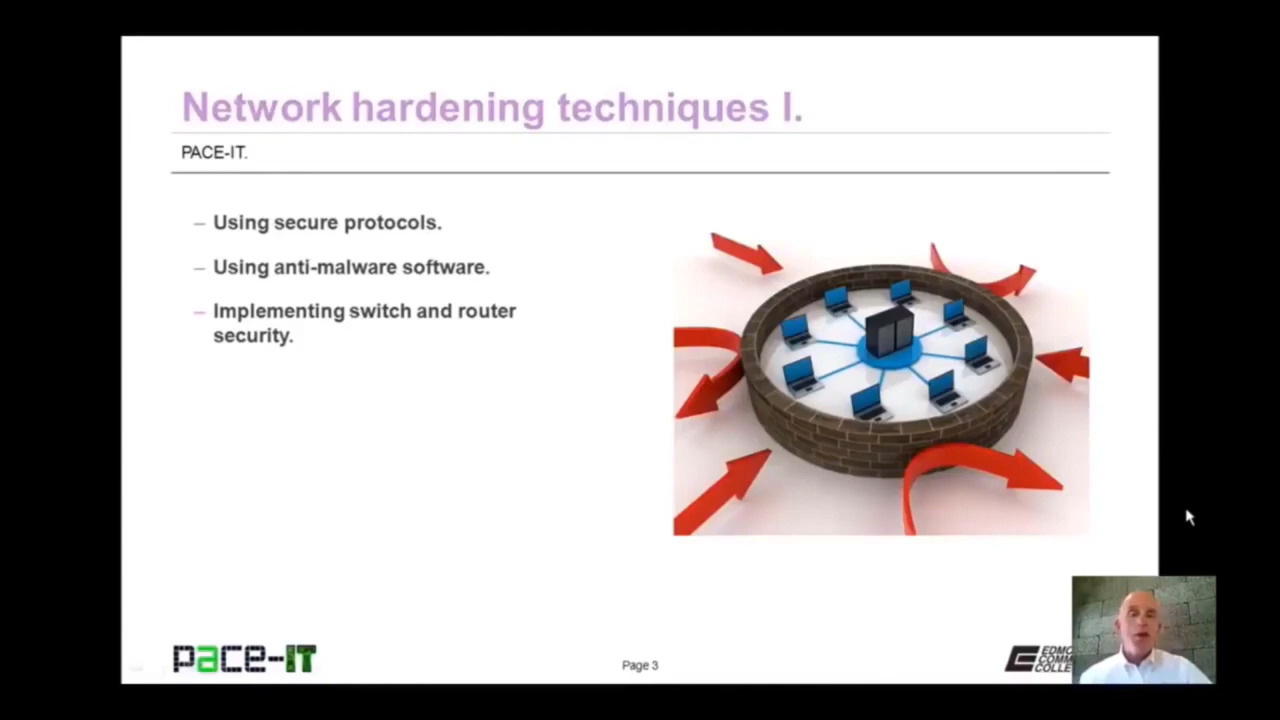 Network hardening techniques I.
PACE-IT.
– Using secure protocols.
– Using anti-malware software.
– Implementing switch and router
security.
pace-IT
Page 3